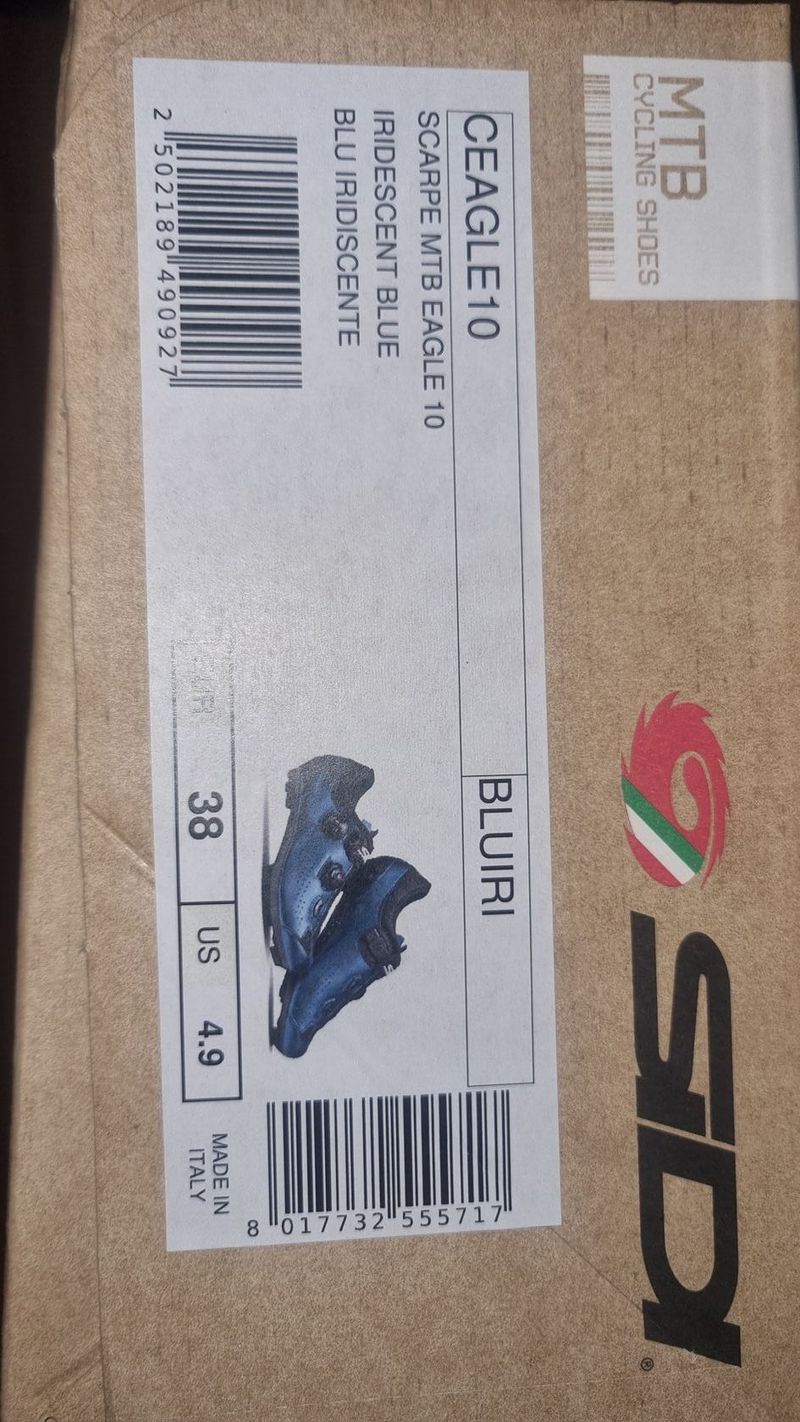 MTB
CYCLING SHOES
SIDI
®
CEAGLE10
BLUIRI
SCARPE MTB EAGLE 10
IRIDESCENT BLUE
BLU IRIDISCENTE
2 502189 490927
EUR 38 US 4.9
8 017732 555717
MADE IN
ITALY